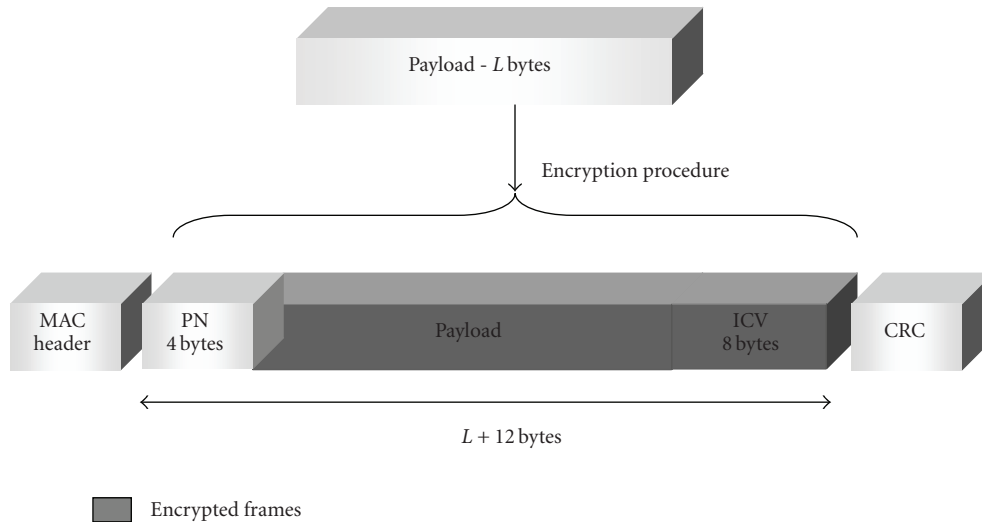 Payload - L bytes
Encryption procedure
MAC
header
PN
4 bytes
Payload
ICV
8 bytes
CRC
L + 12 bytes
Encrypted frames